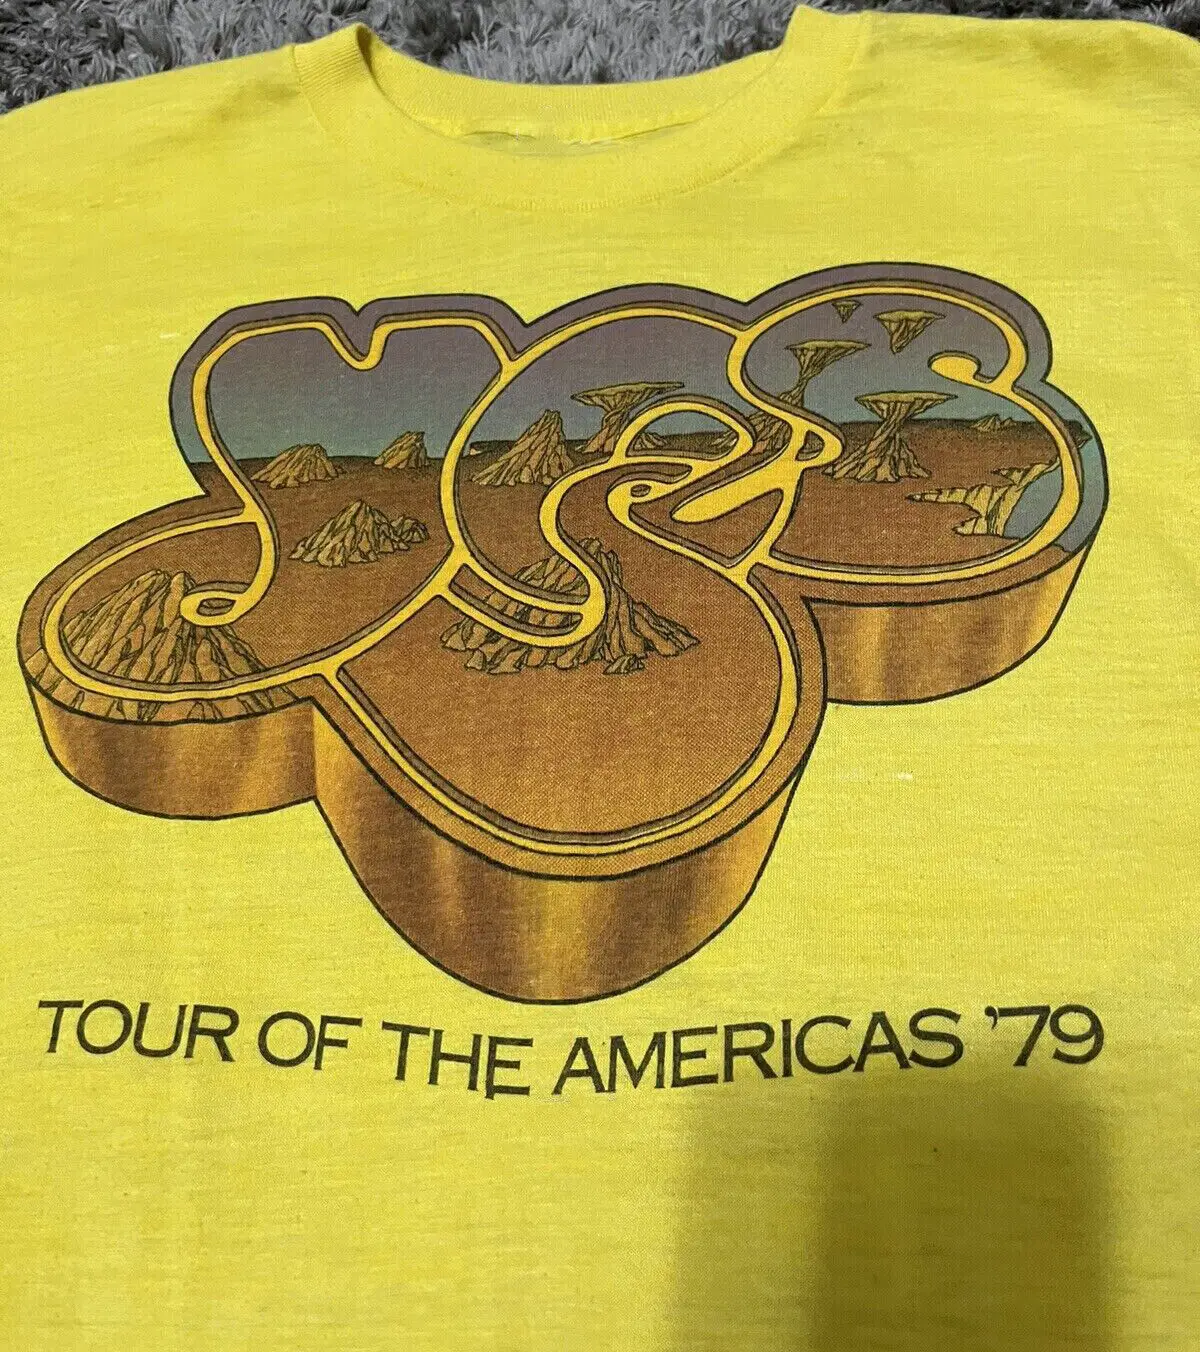 Yes
TOUR OF THE AMERICAS '79